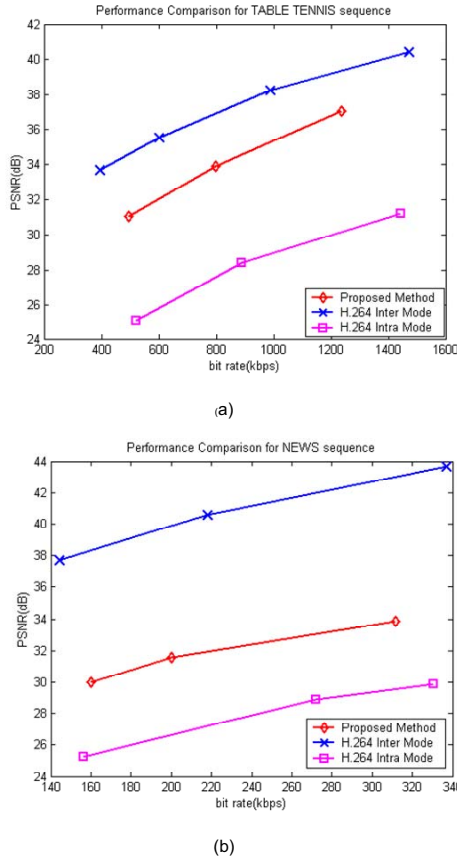 Performance Comparison for TABLE TENNIS sequence
42
40
38
36
34
32
30
28
26
24
PSNR(dB)
Proposed Method
H.264 Inter Mode
H.264 Intra Mode
200 400 600 800 1000 1200 1400 1600
bit rate(kbps)
(a)
Performance Comparison for NEWS sequence
44
42
40
38
36
34
32
30
28
26
24
PSNR(dB)
Proposed Method
H.264 Inter Mode
H.264 Intra Mode
140 160 180 200 220 240 260 280 300 320 340
bit rate(kbps)
(b)